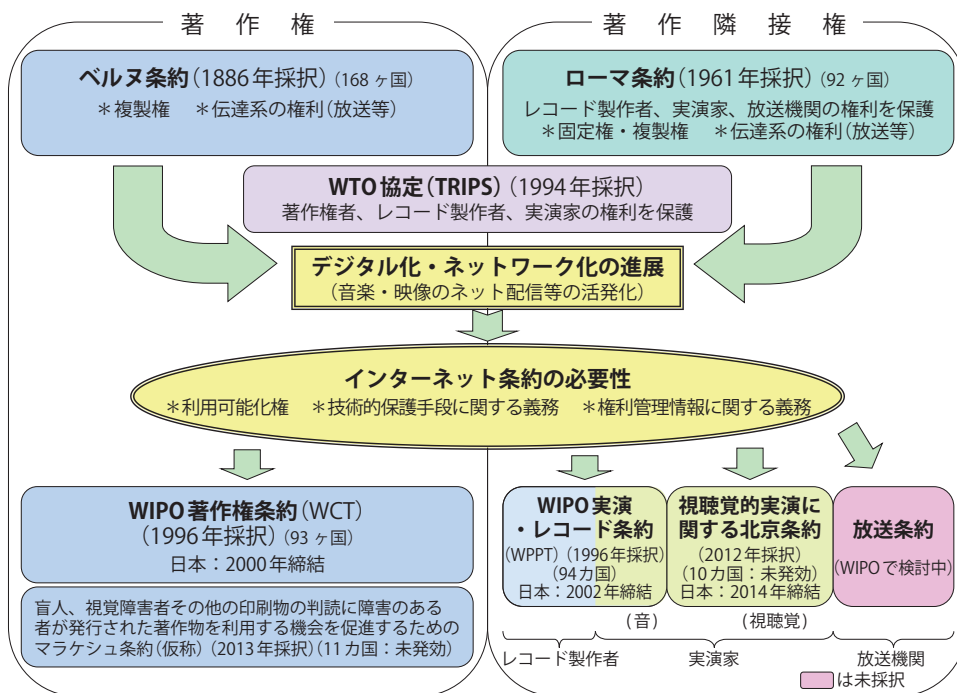 著作権
著作隣接権
ベルヌ条約(1886年採択)(168ヶ国)
＊複製権　＊伝達系の権利(放送等)
ローマ条約(1961年採択)(92ヶ国)
レコード製作者、実演家、放送機関の権利を保護
＊固定権・複製権　＊伝達系の権利(放送等)
WTO協定(TRIPS)(1994年採択)
著作権者、レコード製作者、実演家の権利を保護
デジタル化・ネットワーク化の進展
(音楽・映像のネット配信等の活発化)
インターネット条約の必要性
＊利用可能化権　＊技術的保護手段に関する義務　＊権利管理情報に関する義務
WIPO著作権条約(WCT)
(1996年採択)(93ヶ国)
日本：2000年締結
盲人、視覚障害者その他の印刷物の判読に障害のある
者が発行された著作物を利用する機会を促進するための
マラケシュ条約(仮称)(2013年採択)(11カ国：未発効)
WIPO実演
・レコード条約
(WPPT)(1996年採択)
(94カ国)
日本：2002年締結
視聴覚的実演に
関する北京条約
(2012年採択)
(10カ国：未発効)
日本：2014年締結
放送条約
(WIPOで検討中)
(音)
(視聴覚)
レコード製作者
実演家
放送機関
は未採択